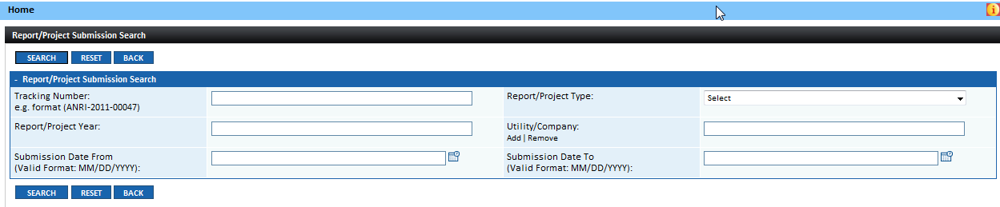 Home
Report/Project Submission Search
SEARCH RESET BACK
- Report/Project Submission Search
Tracking Number:
e.g. format (ANRI-2011-00047)
Report/Project Type:
Select
Report/Project Year:
Utility/Company:
Add | Remove
Submission Date From
(Valid Format: MM/DD/YYYY):
Submission Date To
(Valid Format: MM/DD/YYYY):
SEARCH RESET BACK